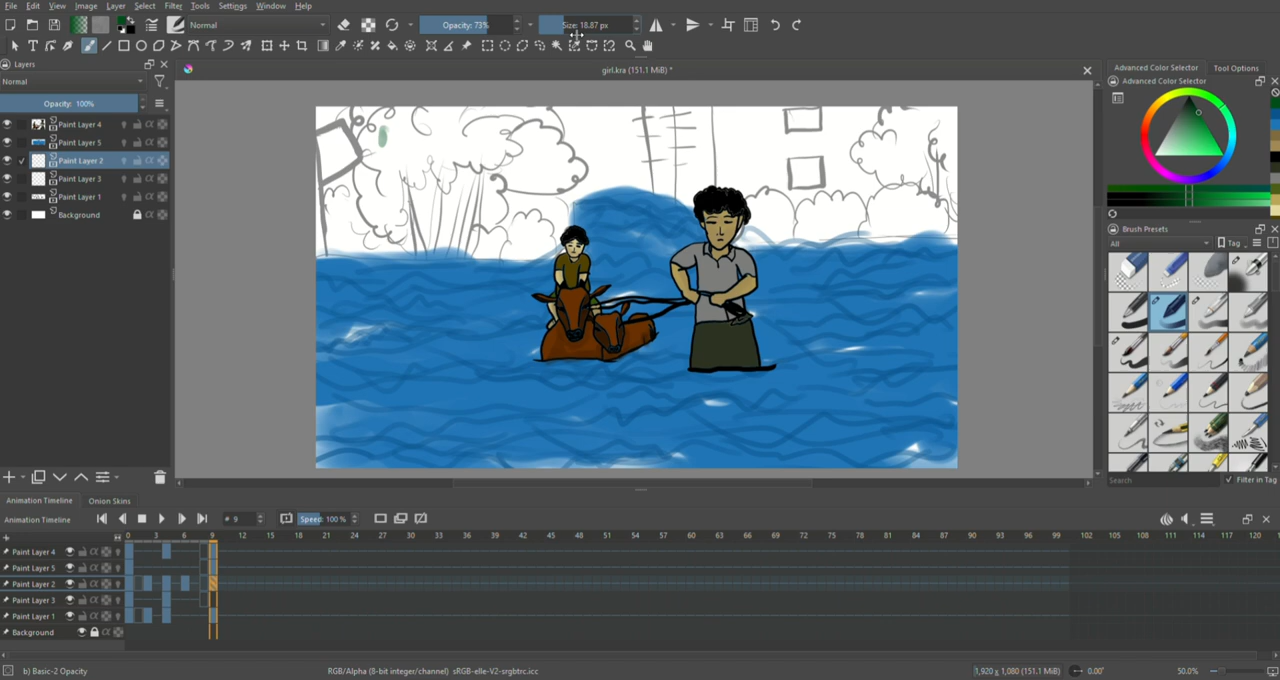 File Edit View Image Layer Select Filter Tools Settings Window Help
Normal
Opacity: 73%
Size: 18.87 px
Layers
girl.kra (151.1 MiB) *
Advanced Color Selector Tool Options
Normal
Advanced Color Selector
Opacity: 100%
Paint Layer 4
Paint Layer 5
Paint Layer 2
Paint Layer 3
Paint Layer 1
Background
Brush Presets
All
Tag
Search
Filter in Tag
Animation Timeline Onion Skins
Animation Timeline
# 9
Speed: 100 %
0 3 6 9 12 15 18 21 24 27 30 33 36 39 42 45 48 51 54 57 60 63 66 69 72 75 78 81 84 87 90 93 96 99 102 105 108 111 114 117 120
Paint Layer 4
Paint Layer 5
Paint Layer 2
Paint Layer 3
Paint Layer 1
Background
b) Basic-2 Opacity
RGB/Alpha (8-bit integer/channel) sRGB-elle-V2-srgbtrc.icc
1,920 x 1,080 (151.1 MiB)
0.00°
50.0%